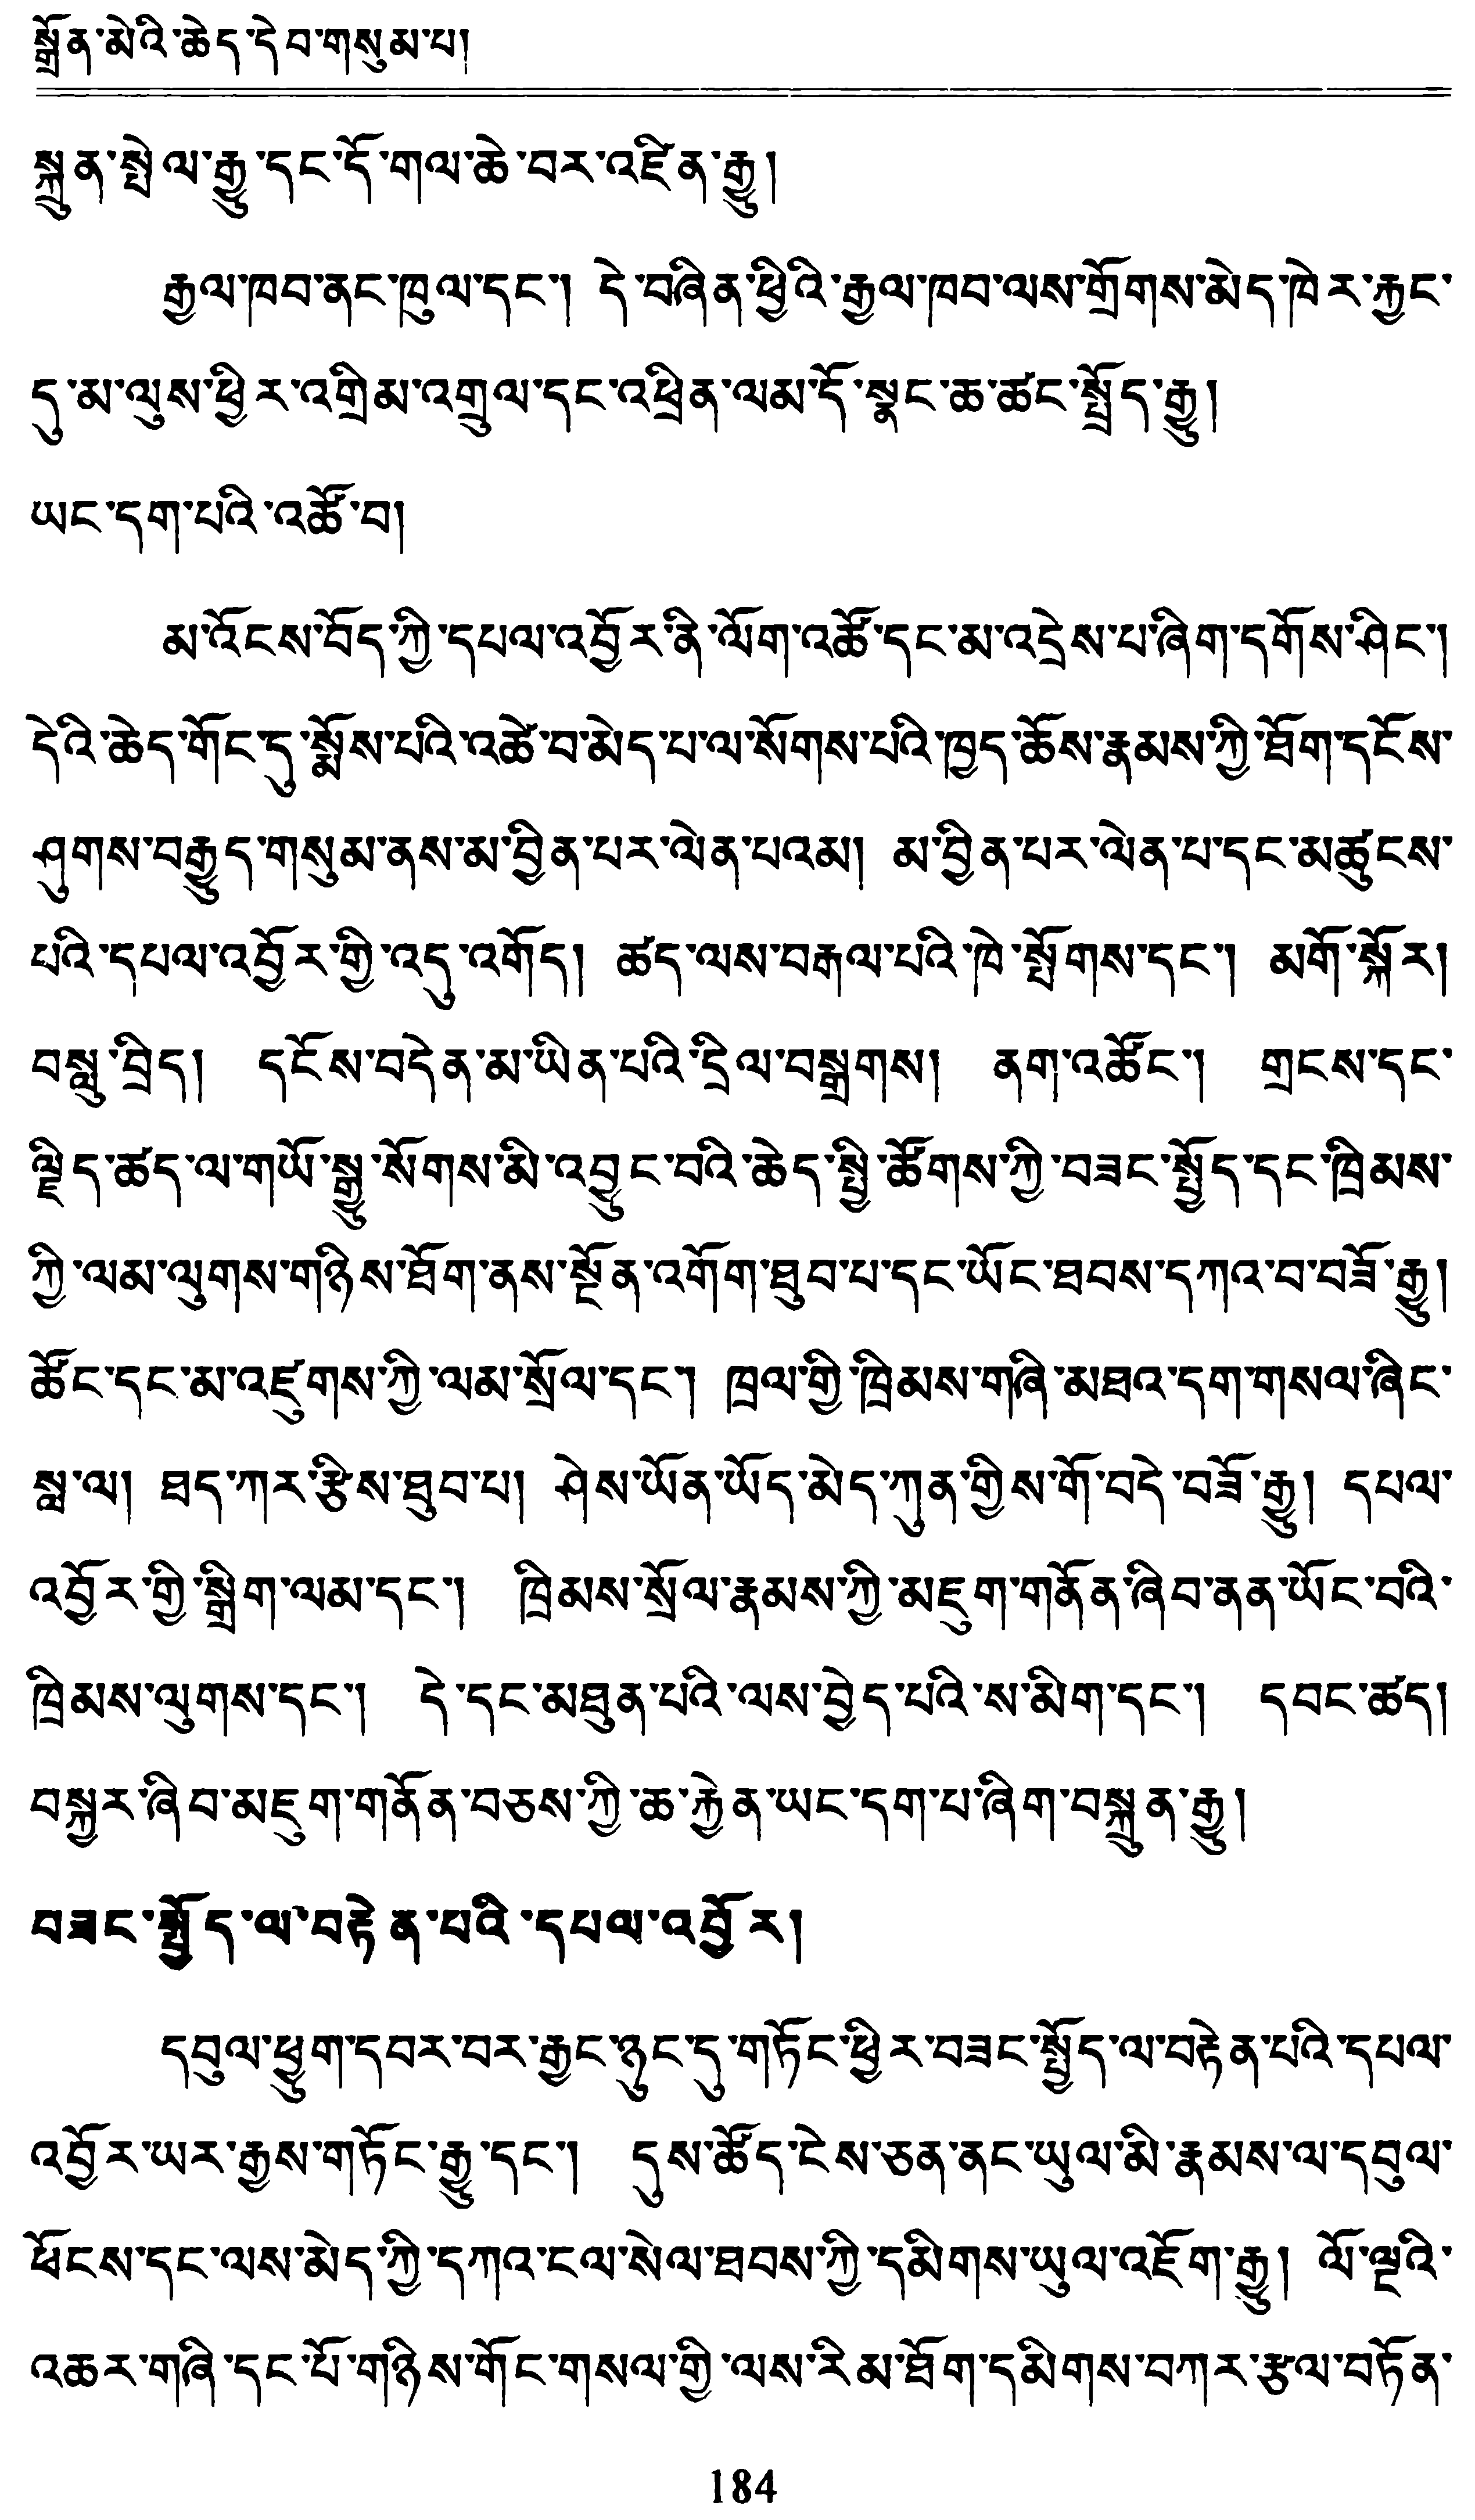 སྒྲོན་མེའི་ཆེད་དེབ་གསུམ་པ།
སྐྲུན་སྤེལ་རྒྱུ་དང་དོ་གལ་ཆེ་བར་འཛིན་རྒྱུ།
རྒྱལ་ཁབ་ནང་ཁུལ་དང་། དེ་བཞིན་ཕྱིའི་རྒྱལ་ཁབ་ལས་གྲོགས་མེད་ཁེར་རྐྱང་
དུ་མ་ལུས་ཕྱིར་འགྲིམ་འགྲུལ་དང་འཕྲིན་ལམ་དོ་སྣང་ཆ་ཚང་སྤྲོད་རྒྱུ།
ཡང་དག་པའི་འཚོ་བ།
མ་འོངས་བོད་ཀྱི་དཔལ་འབྱོར་ནི་ལོག་འཚོ་དང་མ་འདྲེས་པ་ཞིག་དགོས་ཤིང་།
དེའི་ཆེད་གོང་དུ་སྨོས་པའི་འཚེ་བ་མེད་པ་ལ་སོགས་པའི་ཁྱད་ཆོས་རྣམས་ཀྱི་ཐོག་དངོས་
ཤུགས་བརྒྱུད་གསུམ་ནས་མ་བྱིན་པར་ལེན་པའམ། མ་བྱིན་པར་ལེན་པ་དང་མཚུངས་
པའི་དཔལ་འབྱོར་གྱི་འདུ་འགོད། ཚད་ལས་བརྒལ་པའི་ཁེ་སྤོགས་དང་། མགོ་སྐོར།
བསླུ་བྲིད། དངོས་བདེན་མ་ཡིན་པའི་དྲིལ་བསྒྲགས། ནག་འཚོང་། གྲངས་དང་
ལྗིད་ཚད་ལ་གཡོ་སྒྱུ་སོགས་མི་འབྱུང་བའི་ཆེད་སྤྱི་ཚོགས་ཀྱི་བཟང་སྤྱོད་དང་ཁྲིམས་
ཀྱི་ལམ་ལུགས་གཉིས་ཐོག་ནས་སྔོན་འགོག་ཐུབ་པ་དང་ཡོང་ཐབས་དཀའ་བ་བཟོ་རྒྱུ།
ཚོང་དང་མ་འཛུགས་ཀྱི་ལམ་སྲོལ་དང་། ཁྲལ་གྱི་ཁྲིམས་གཞི་མཐའ་དག་གསལ་ཞིང་
སླ་ལ། ཐད་ཀར་རྩིས་ཐུབ་པ། ཤེས་ཡོན་ཡོད་མེད་ཀུན་གྱིས་གོ་བདེ་བཟོ་རྒྱུ། དཔལ་
འབྱོར་གྱི་སྒྲིག་ལམ་དང་། ཁྲིམས་སྲོལ་རྣམས་ཀྱི་མཇུག་གནོན་ཞིབ་ནན་ཡོང་བའི་
ཁྲིམས་ལུགས་དང་། དེ་དང་མཐུན་པའི་ལས་བྱེད་པའི་ས་མིག་དང་། དབང་ཚད།
བསྐྱར་ཞིབ་མཇུག་གནོན་བཅས་ཀྱི་ཆ་རྐྱེན་ཡང་དག་པ་ཞིག་བསྐྲུན་རྒྱུ།
བཟང་སྤྱོད་ལ་བརྟེན་པའི་དཔལ་འབྱོར།
དབུལ་ཕྱུག་དབར་བར་རྒྱང་ཉུང་དུ་གཏོང་ཕྱིར་བཟང་སྤྱོད་ལ་བརྟེན་པའི་དཔལ་
འབྱོར་ཡར་རྒྱས་གཏོང་རྒྱུ་དང་། དུས་ཚོད་ངེས་ཅན་ནང་ཡུལ་མི་རྣམས་ལ་དབུལ་
ཕོངས་དང་ལས་མེད་ཀྱི་དཀའ་ངལ་སེལ་ཐབས་ཀྱི་དམིགས་ཡུལ་འཇོག་རྒྱུ། ལོ་ལྔའི་
འཆར་གཞི་དང་པོ་གཉིས་གོང་གསལ་གྱི་ལས་རིམ་ཐོག་དམིགས་བཀར་རྩལ་བཏོན་
184